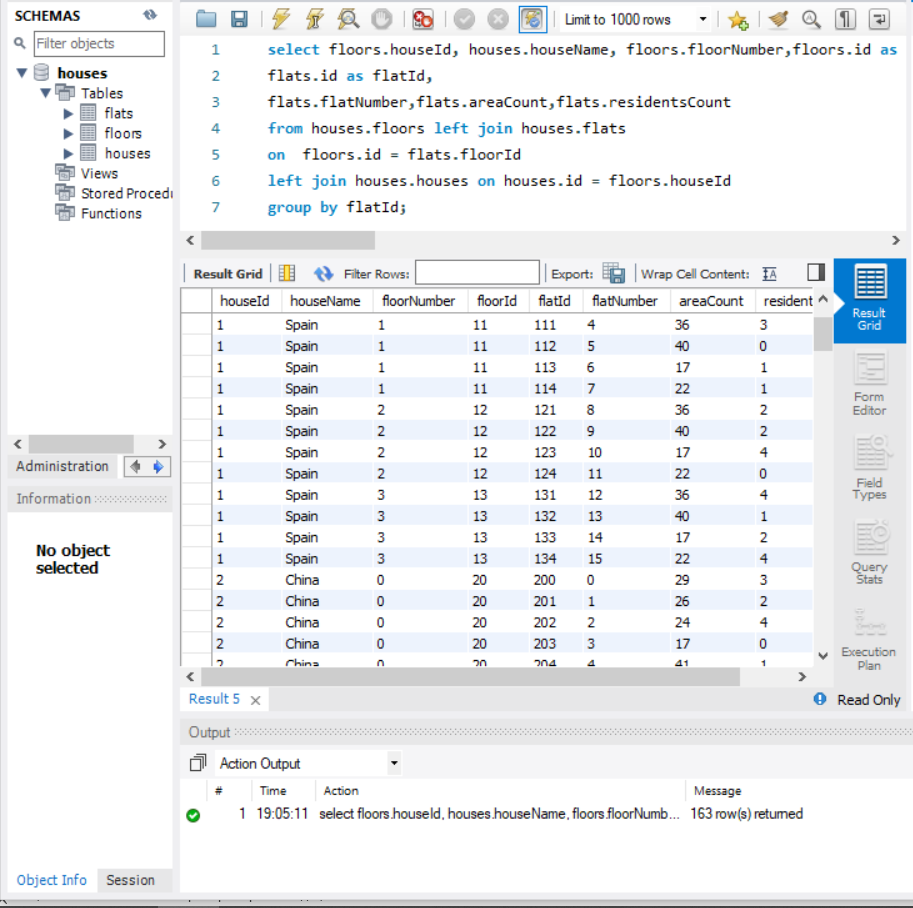 SCHEMAS
Filter objects
houses
Tables
flats
floors
houses
Views
Stored Procedu
Functions
Administration
Information
No object
selected
Object Info Session
Limit to 1000 rows
1 select floors.houseId, houses.houseName, floors.floorNumber,floors.id as
2 flats.id as flatId,
3 flats.flatNumber,flats.areaCount,flats.residentsCount
4 from houses.floors left join houses.flats
5 on floors.id = flats.floorId
6 left join houses.houses on houses.id = floors.houseId
7 group by flatId;
Result Grid Filter Rows: Export: Wrap Cell Content: IA
houseId houseName floorNumber floorId flatId flatNumber areaCount resident
1 Spain 1 11 111 4 36 3
1 Spain 1 11 112 5 40 0
1 Spain 1 11 113 6 17 1
1 Spain 1 11 114 7 22 1
1 Spain 2 12 121 8 36 2
1 Spain 2 12 122 9 40 2
1 Spain 2 12 123 10 17 4
1 Spain 2 12 124 11 22 0
1 Spain 3 13 131 12 36 4
1 Spain 3 13 132 13 40 1
1 Spain 3 13 133 14 17 2
1 Spain 3 13 134 15 22 4
2 China 0 20 200 0 29 3
2 China 0 20 201 1 26 2
2 China 0 20 202 2 24 4
2 China 0 20 203 3 17 0
2 China 0 20 204 4 41 1
Result
Grid
Form
Editor
Field
Types
Query
Stats
Execution
Plan
Result 5 Read Only
Output
Action Output
# Time Action Message
1 19:05:11 select floors.houseId, houses.houseName, floors.floorNumb... 163 row(s) returned